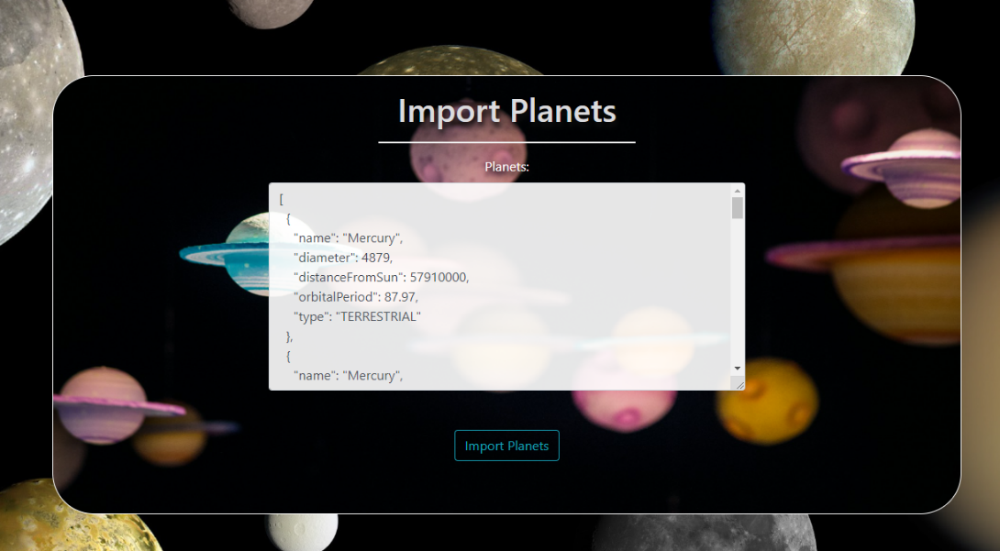 Import Planets
Planets:
[
{
"name": "Mercury",
"diameter": 4879,
"distanceFromSun": 57910000,
"orbitalPeriod": 87.97,
"type": "TERRESTRIAL"
},
{
"name": "Mercury",
Import Planets